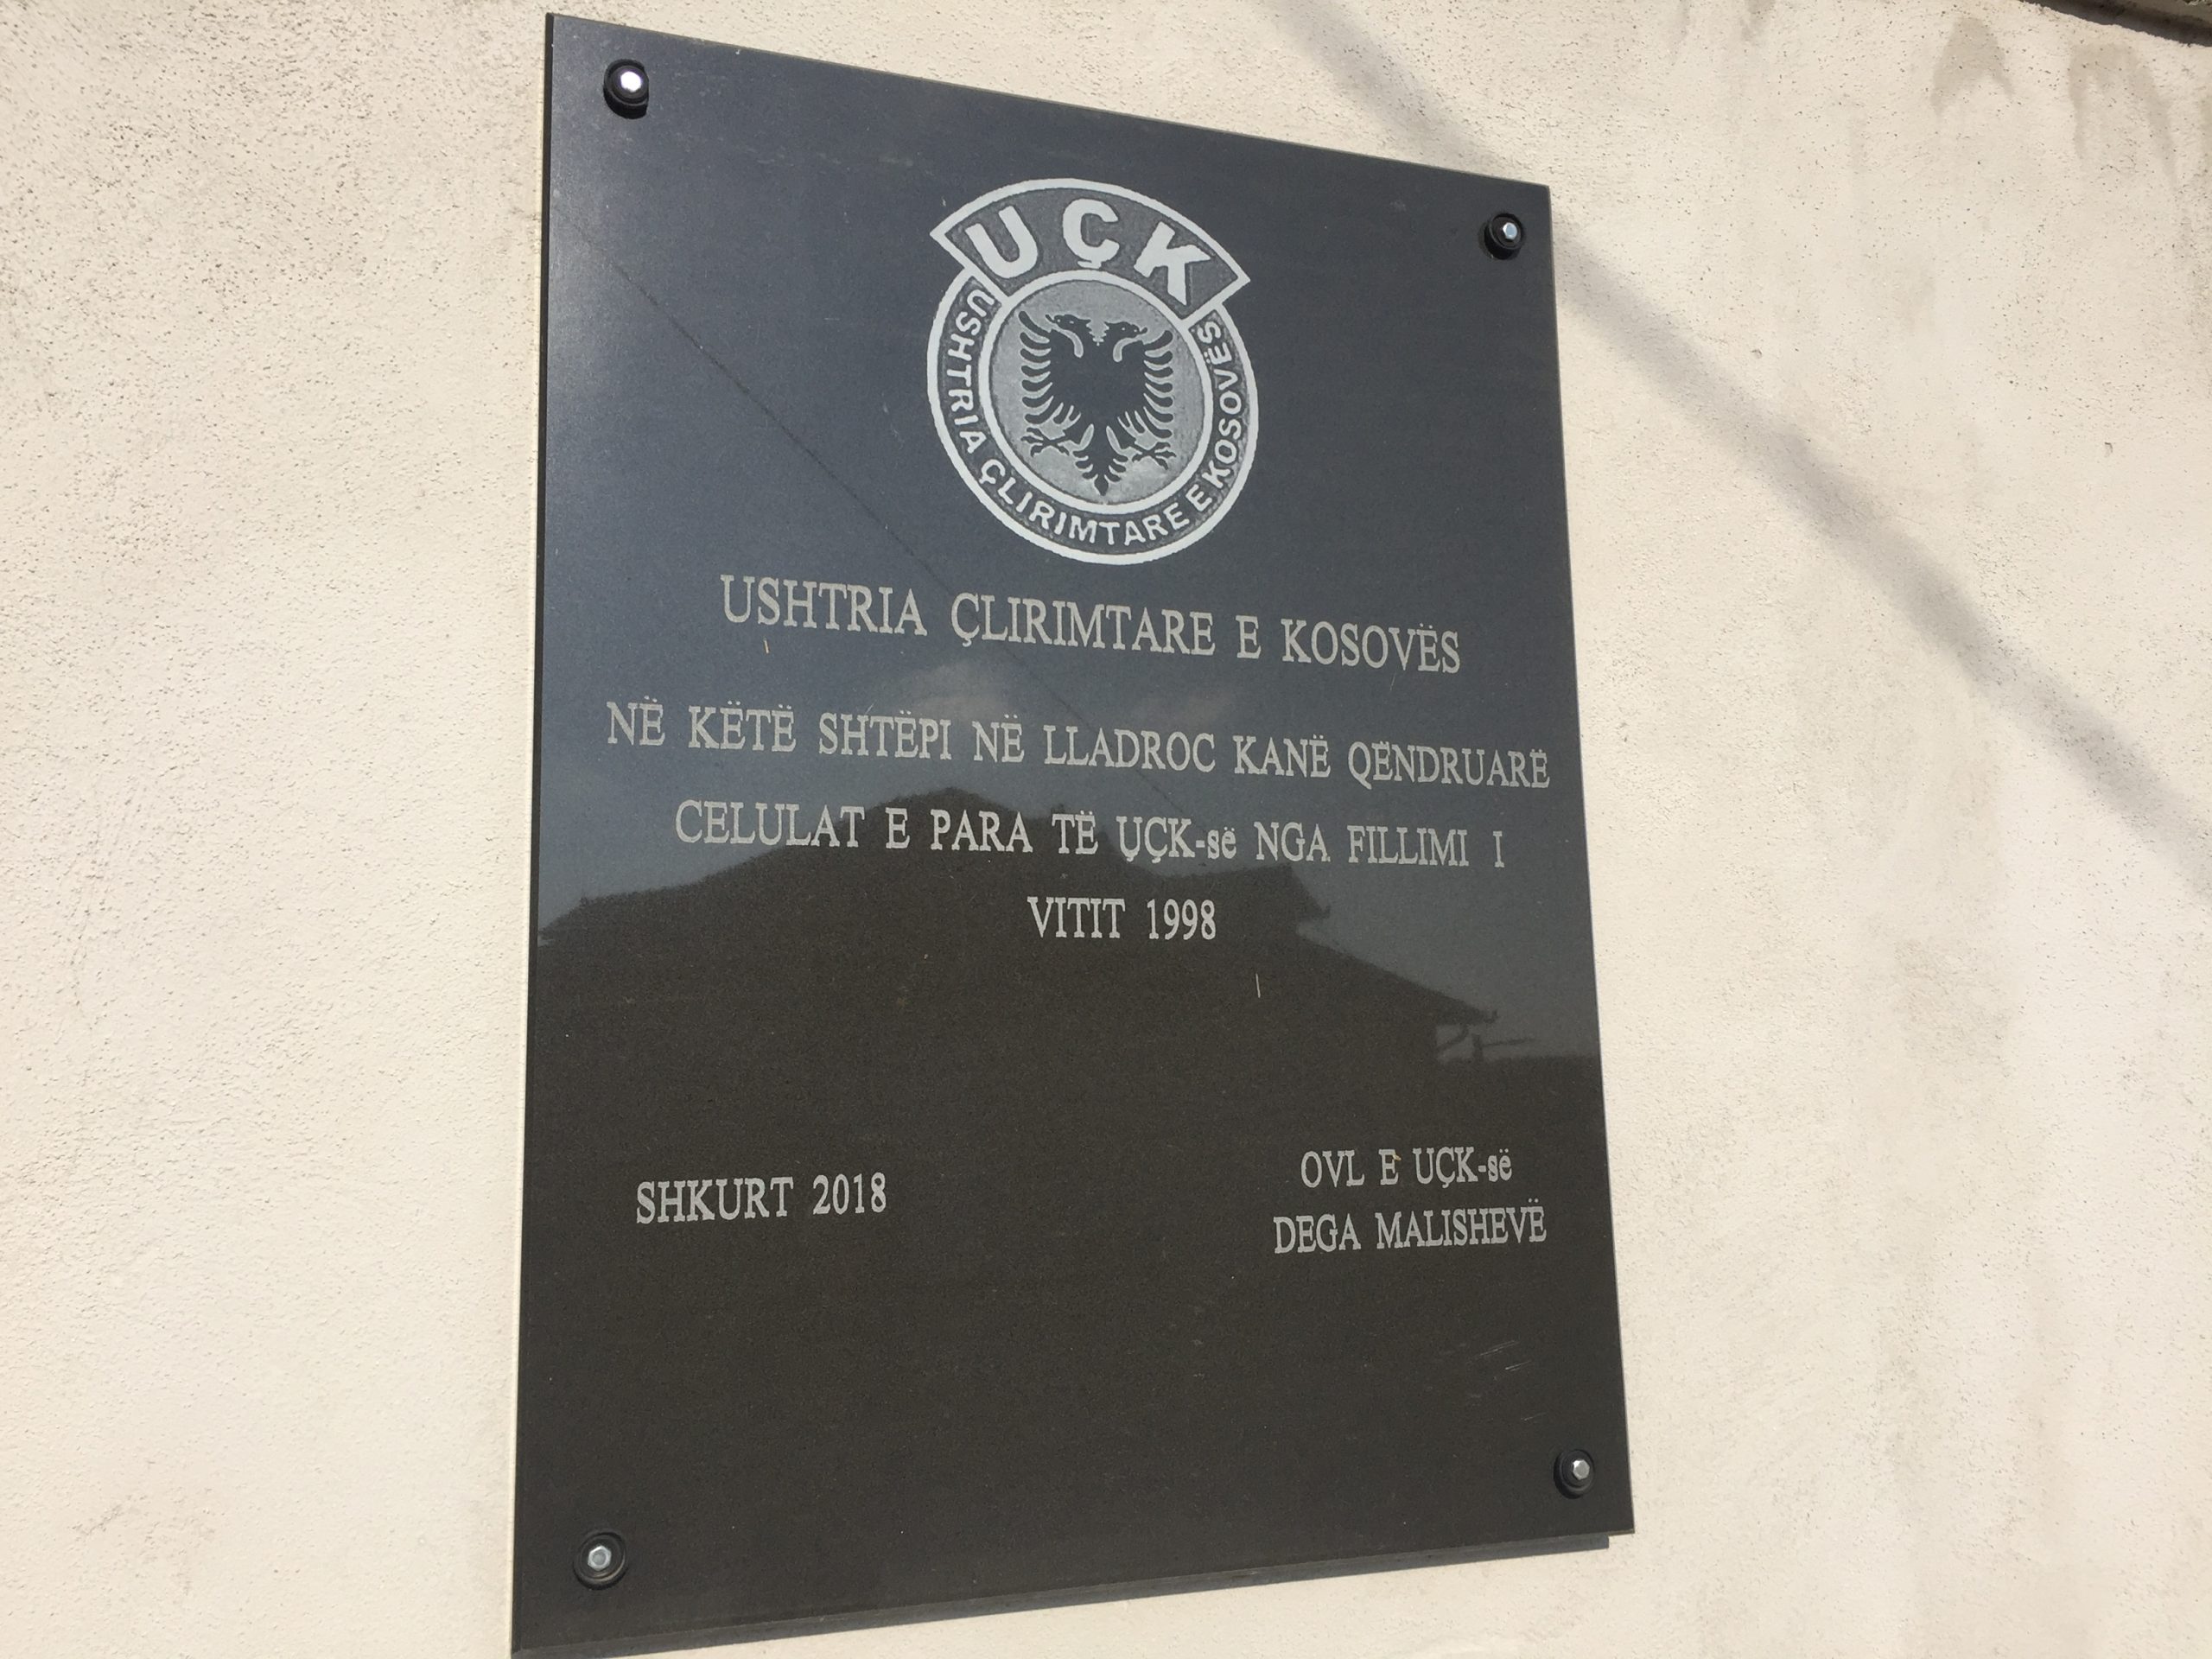 UÇK
USHTRIA ÇLIRIMTARE E KOSOVËS
USHTRIA ÇLIRIMTARE E KOSOVËS
NË KËTË SHTËPI NË LLADROC KANË QËNDRUARË
CELULAT E PARA TË UÇK-së NGA FILLIMI I
VITIT 1998
SHKURT 2018
OVL E UÇK-së
DEGA MALISHEVË